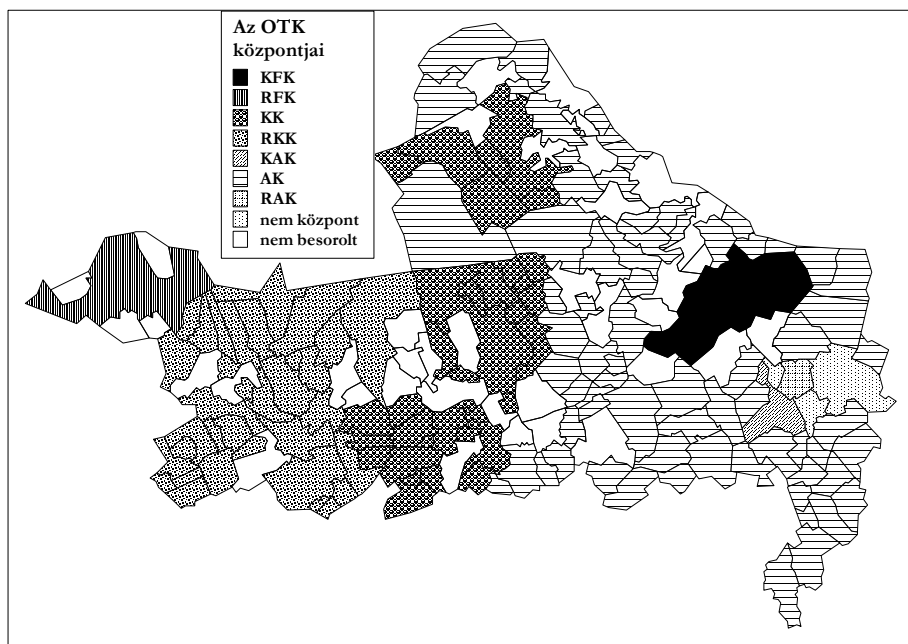 Az OTK
központjai
KFK
RFK
KK
RKK
KAK
AK
RAK
nem központ
nem besorolt